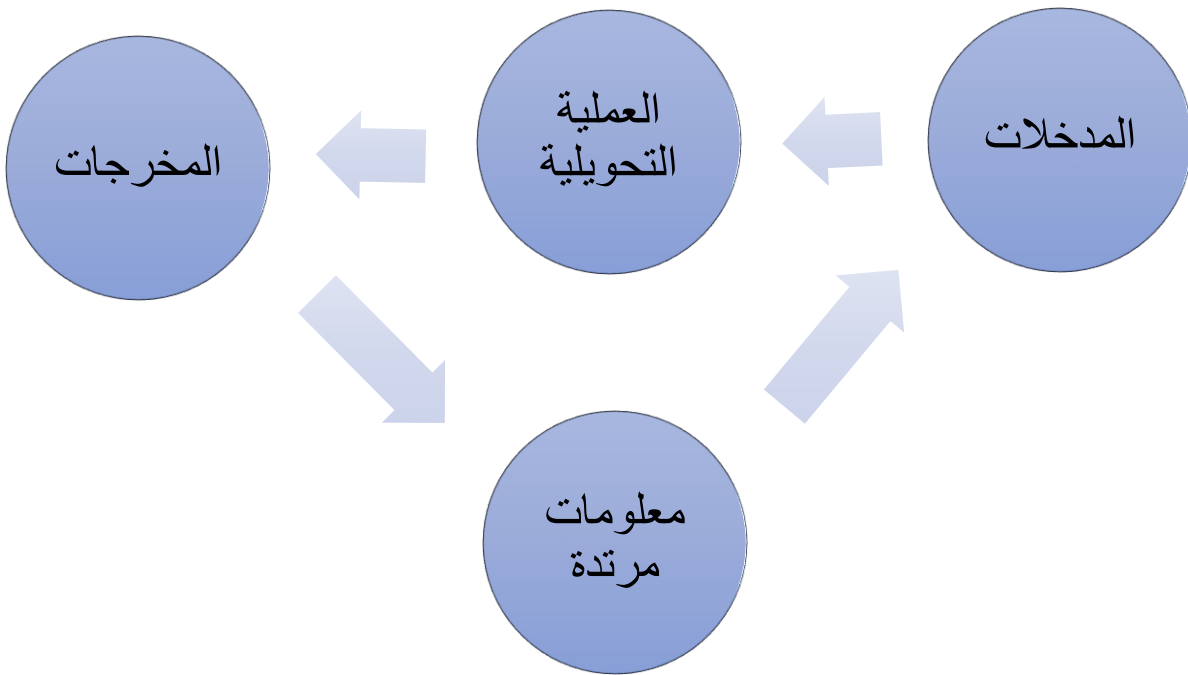 المدخلات
العملية
التحويلية
المخرجات
معلومات
مرتدة